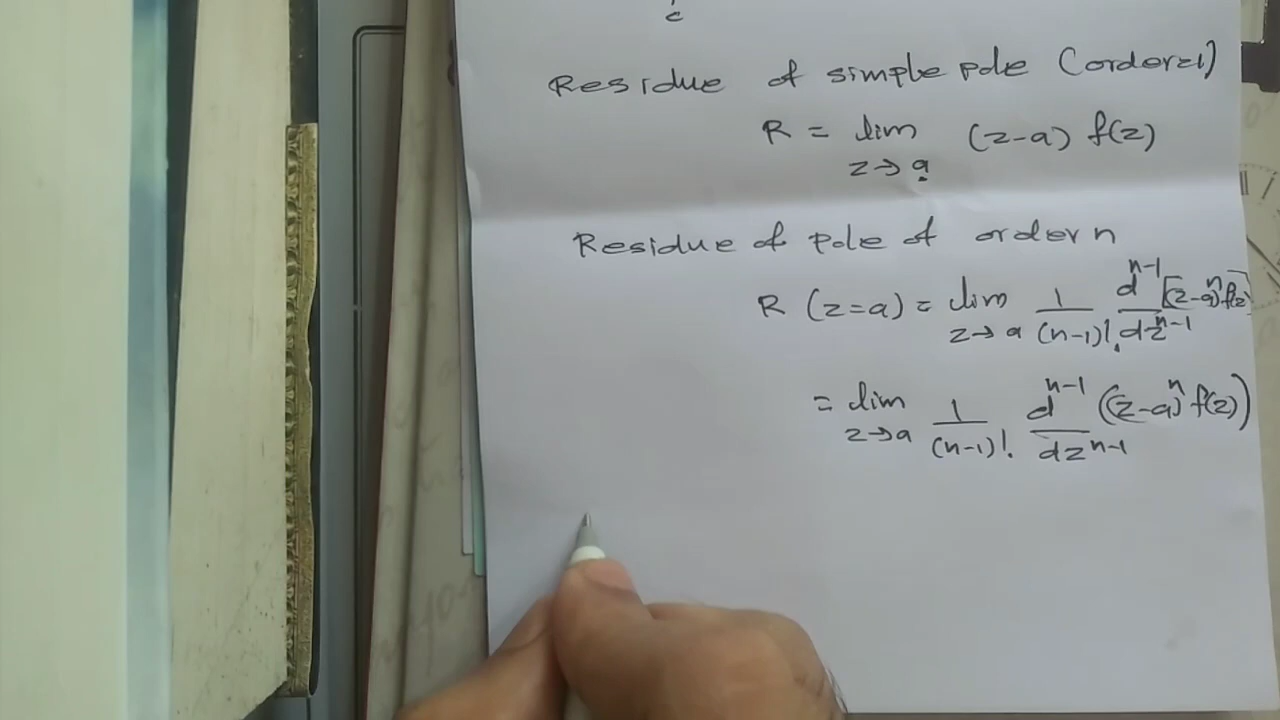 c
Residue of simple pole (order=1)
R = lim z→a (z-a) f(z)
Residue of pole of order n
R (z=a) = lim z→a 1/(n-1)! d^n-1/dz^n-1 [(z-a)^n f(z)]
= lim z→a 1/(n-1)! d^n-1/dz^n-1 ((z-a)^n f(z))